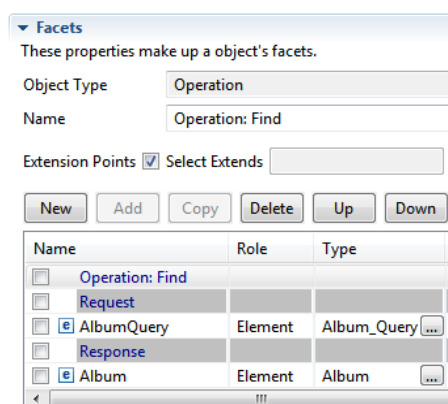 Facets
These properties make up a object's facets.
Object Type Operation
Name Operation: Find
Extension Points Select Extends
New Add Copy Delete Up Down
Name Role Type
Operation: Find
Request
e AlbumQuery Element Album_Query ...
Response
e Album Element Album ...